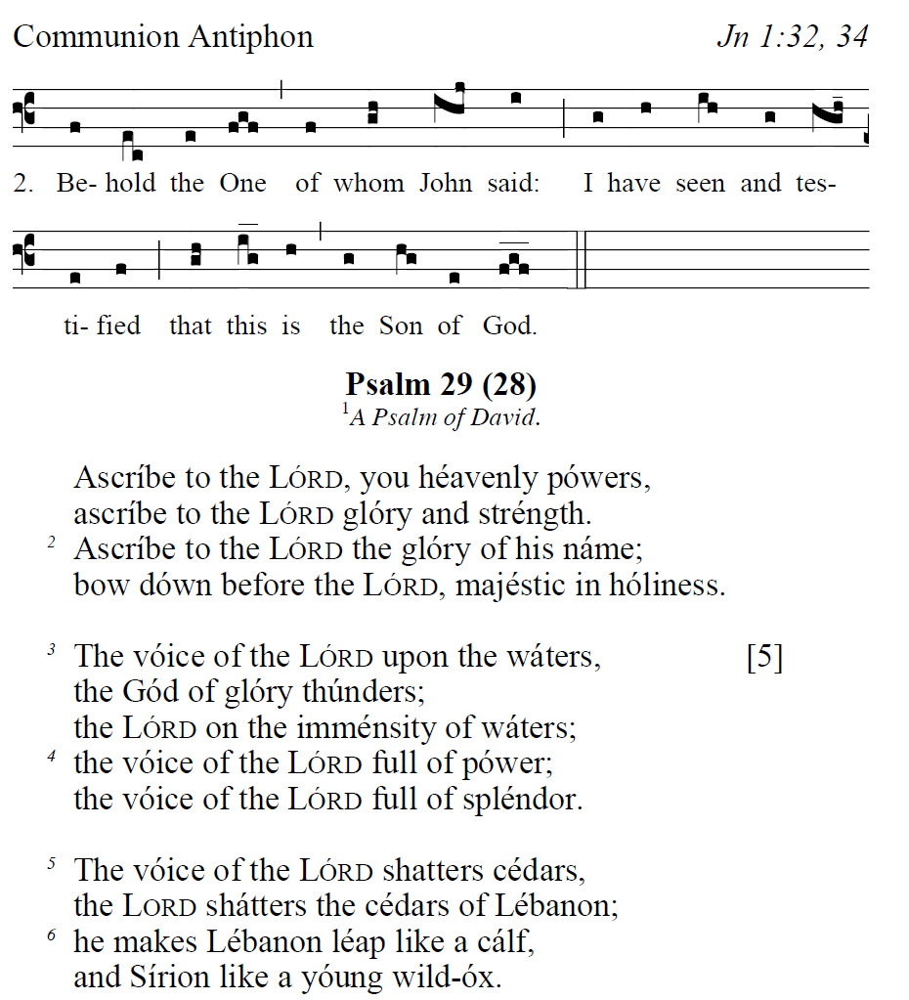 Communion Antiphon Jn 1:32, 34
2. Be- hold the One of whom John said: I have seen and tes-
ti- fied that this is the Son of God.
Psalm 29 (28)
1A Psalm of David.
Ascríbe to the LÓRD, you héavenly pówers,
ascríbe to the LÓRD glóry and stréngth.
2 Ascríbe to the LÓRD the glóry of his náme;
bow dówn before the LÓRD, majéstic in hóliness.
3 The vóice of the LÓRD upon the wáters, [5]
the Gód of glóry thúnders;
the LÓRD on the imménsity of wáters;
4 the vóice of the LÓRD full of pówer;
the vóice of the LÓRD full of spléndor.
5 The vóice of the LÓRD shatters cédars,
the LORD shátters the cédars of Lébanon;
6 he makes Lébanon léap like a cálf,
and Sírion like a yóung wild-óx.